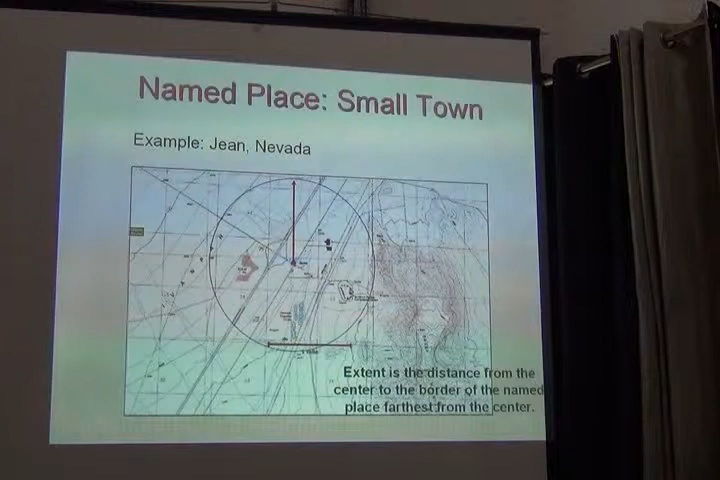 Named Place: Small Town
Example: Jean, Nevada
Extent is the distance from the
center to the border of the named
place farthest from the center.